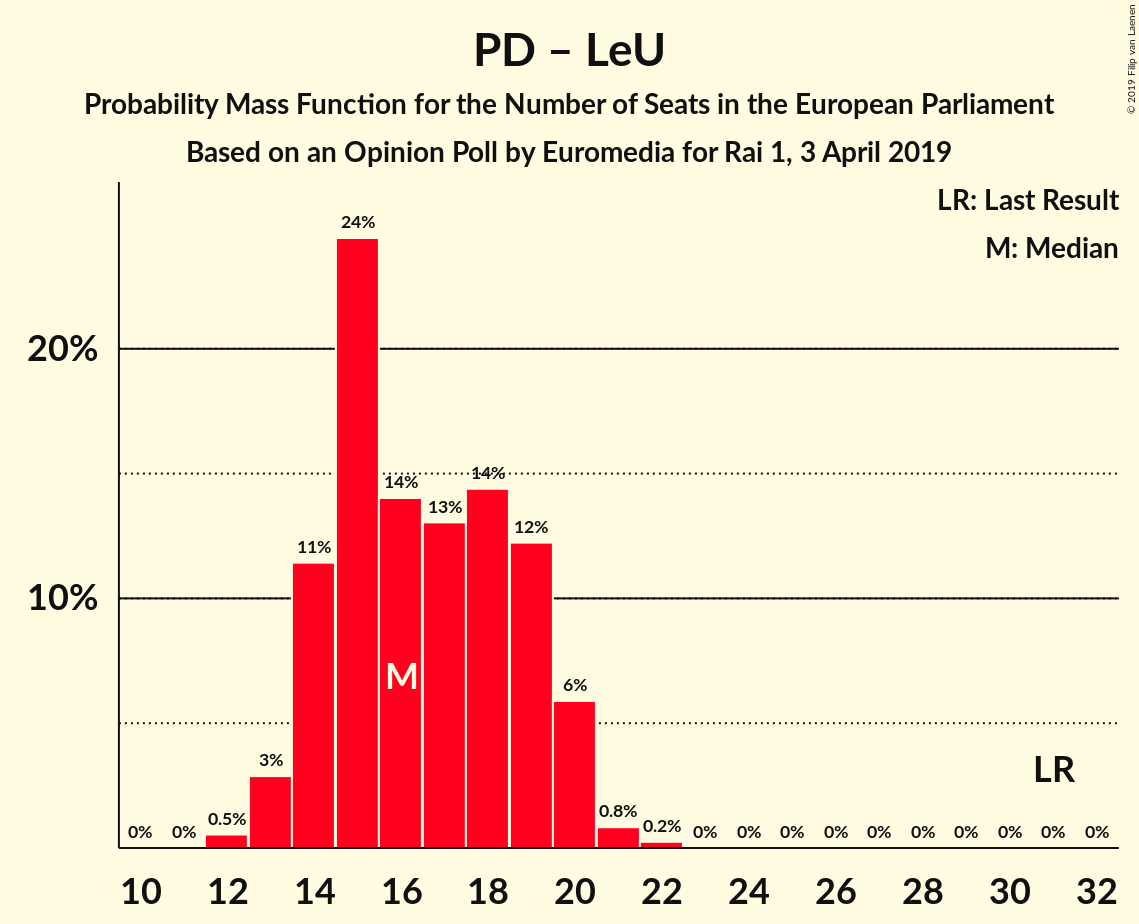 PD – LeU
Probability Mass Function for the Number of Seats in the European Parliament
Based on an Opinion Poll by Euromedia for Rai 1, 3 April 2019
© 2019 Filip van Laenen
LR: Last Result
M: Median
24%
20%
14%
14%
13%
12%
11%
10%
M
6%
3%
LR
0%
0%
0.5%
0.8%
0.2%
0%
0%
0%
0%
0%
0%
0%
0%
0%
0%
10 12 14 16 18 20 22 24 26 28 30 32